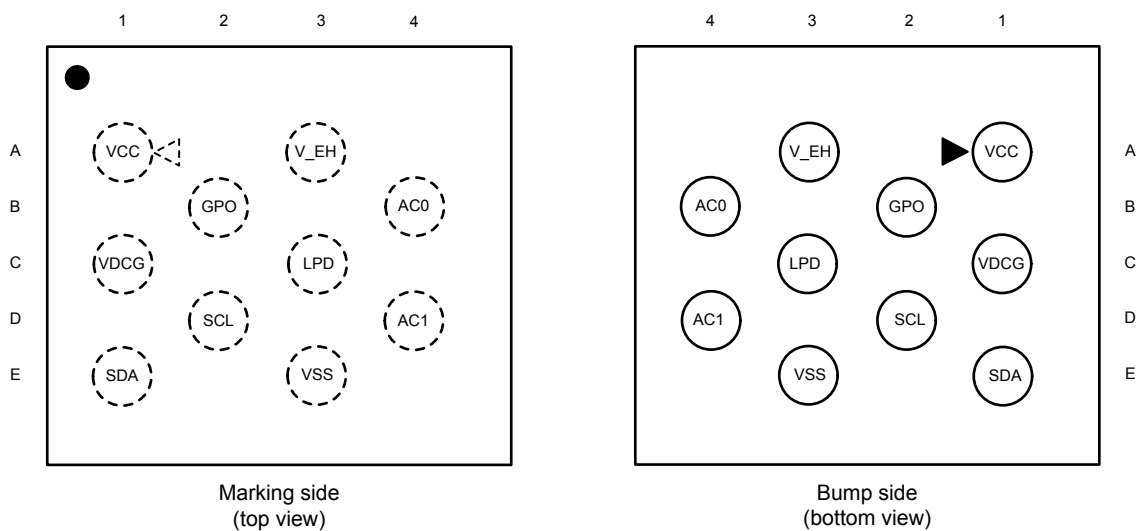 1 2 3 4 4 3 2 1
A VCC V_EH V_EH VCC A
B GPO AC0 AC0 GPO B
C VDCG LPD LPD VDCG C
D SCL AC1 AC1 SCL D
E SDA VSS VSS SDA E
Marking side
(top view)
Bump side
(bottom view)